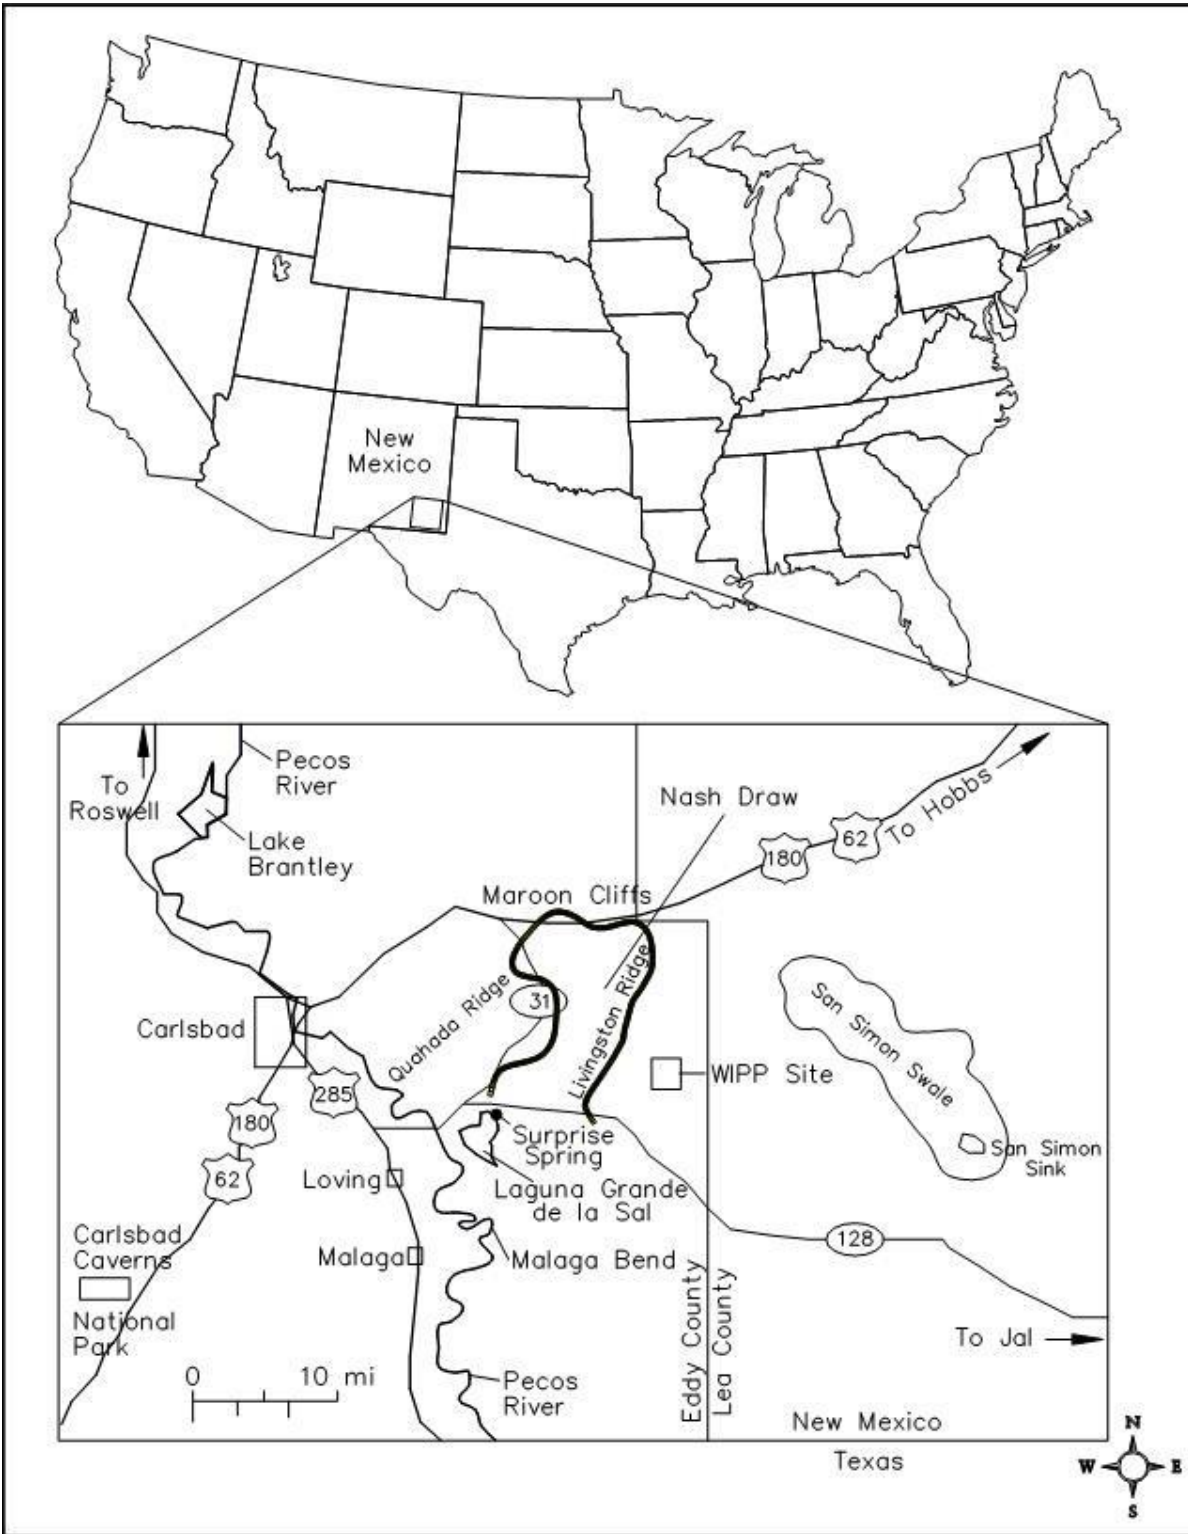 New
Mexico
Pecos
River
To
Roswell
Lake
Brantley
Nash Draw
To Hobbs
62
180
Maroon Cliffs
Quahada Ridge
31
Livingston Ridge
San Simon Swale
Carlsbad
WIPP Site
285
180
62
Surprise
Spring
San Simon
Sink
Loving
Laguna Grande
de la Sal
Carlsbad
Caverns
National
Park
Malaga
Malaga Bend
128
Eddy County
Lea County
To Jal
0
10 mi
Pecos
River
New Mexico
Texas
N
W
E
S